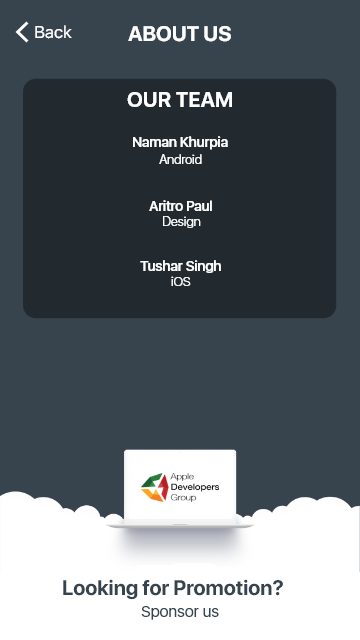 Back
ABOUT US
OUR TEAM
Naman Khurpia
Android
Aritro Paul
Design
Tushar Singh
iOS
Apple
Developers
Group
Looking for Promotion?
Sponsor us